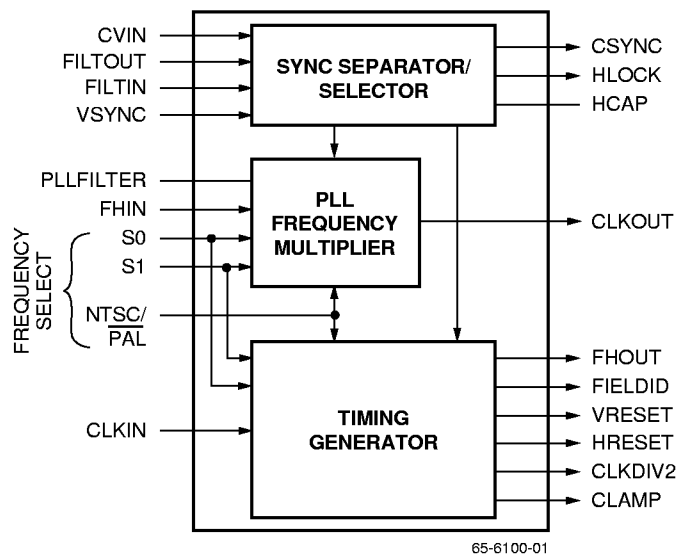 CVIN
FILTOUT
FILTIN
VSYNC
SYNC SEPARATOR/
SELECTOR
CSYNC
HLOCK
HCAP
PLLFILTER
FHIN
S0
S1
NTSC/
PAL
FREQUENCY
SELECT
PLL
FREQUENCY
MULTIPLIER
CLKOUT
CLKIN
TIMING
GENERATOR
FHOUT
FIELDID
VRESET
HRESET
CLKDIV2
CLAMP
65-6100-01